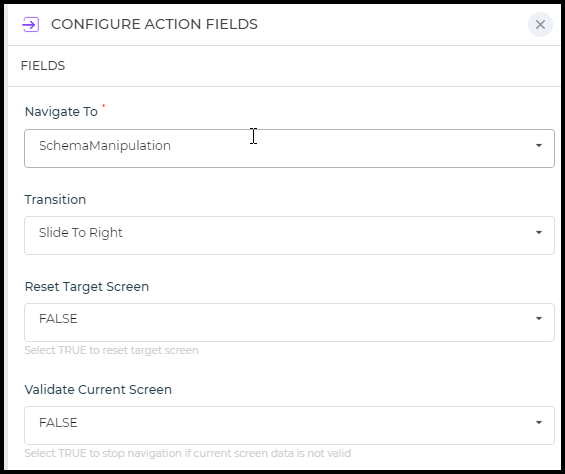 CONFIGURE ACTION FIELDS
FIELDS
Navigate To *
SchemaManipulation
Transition
Slide To Right
Reset Target Screen
FALSE
Select TRUE to reset target screen
Validate Current Screen
FALSE
Select TRUE to stop navigation if current screen data is not valid